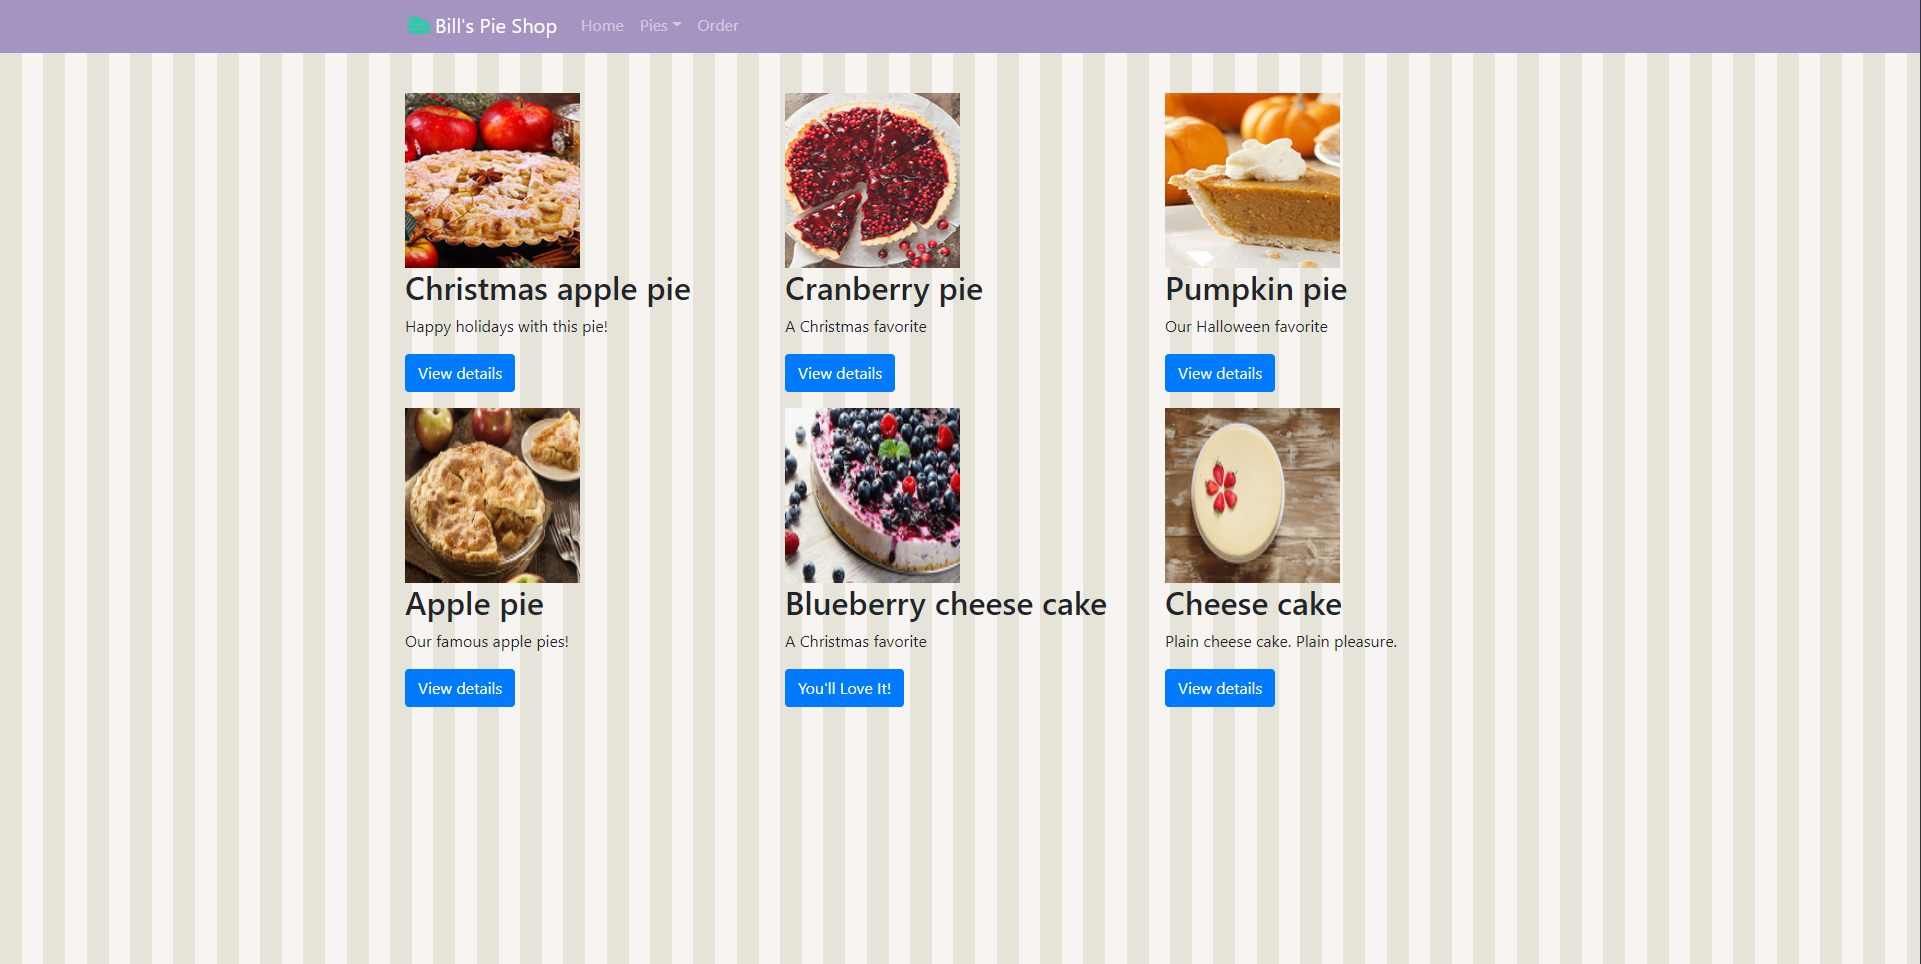 Bill's Pie Shop Home Pies Order
Christmas apple pie
Happy holidays with this pie!
View details
Cranberry pie
A Christmas favorite
View details
Pumpkin pie
Our Halloween favorite
View details
Apple pie
Our famous apple pies!
View details
Blueberry cheese cake
A Christmas favorite
You'll Love It!
Cheese cake
Plain cheese cake. Plain pleasure.
View details